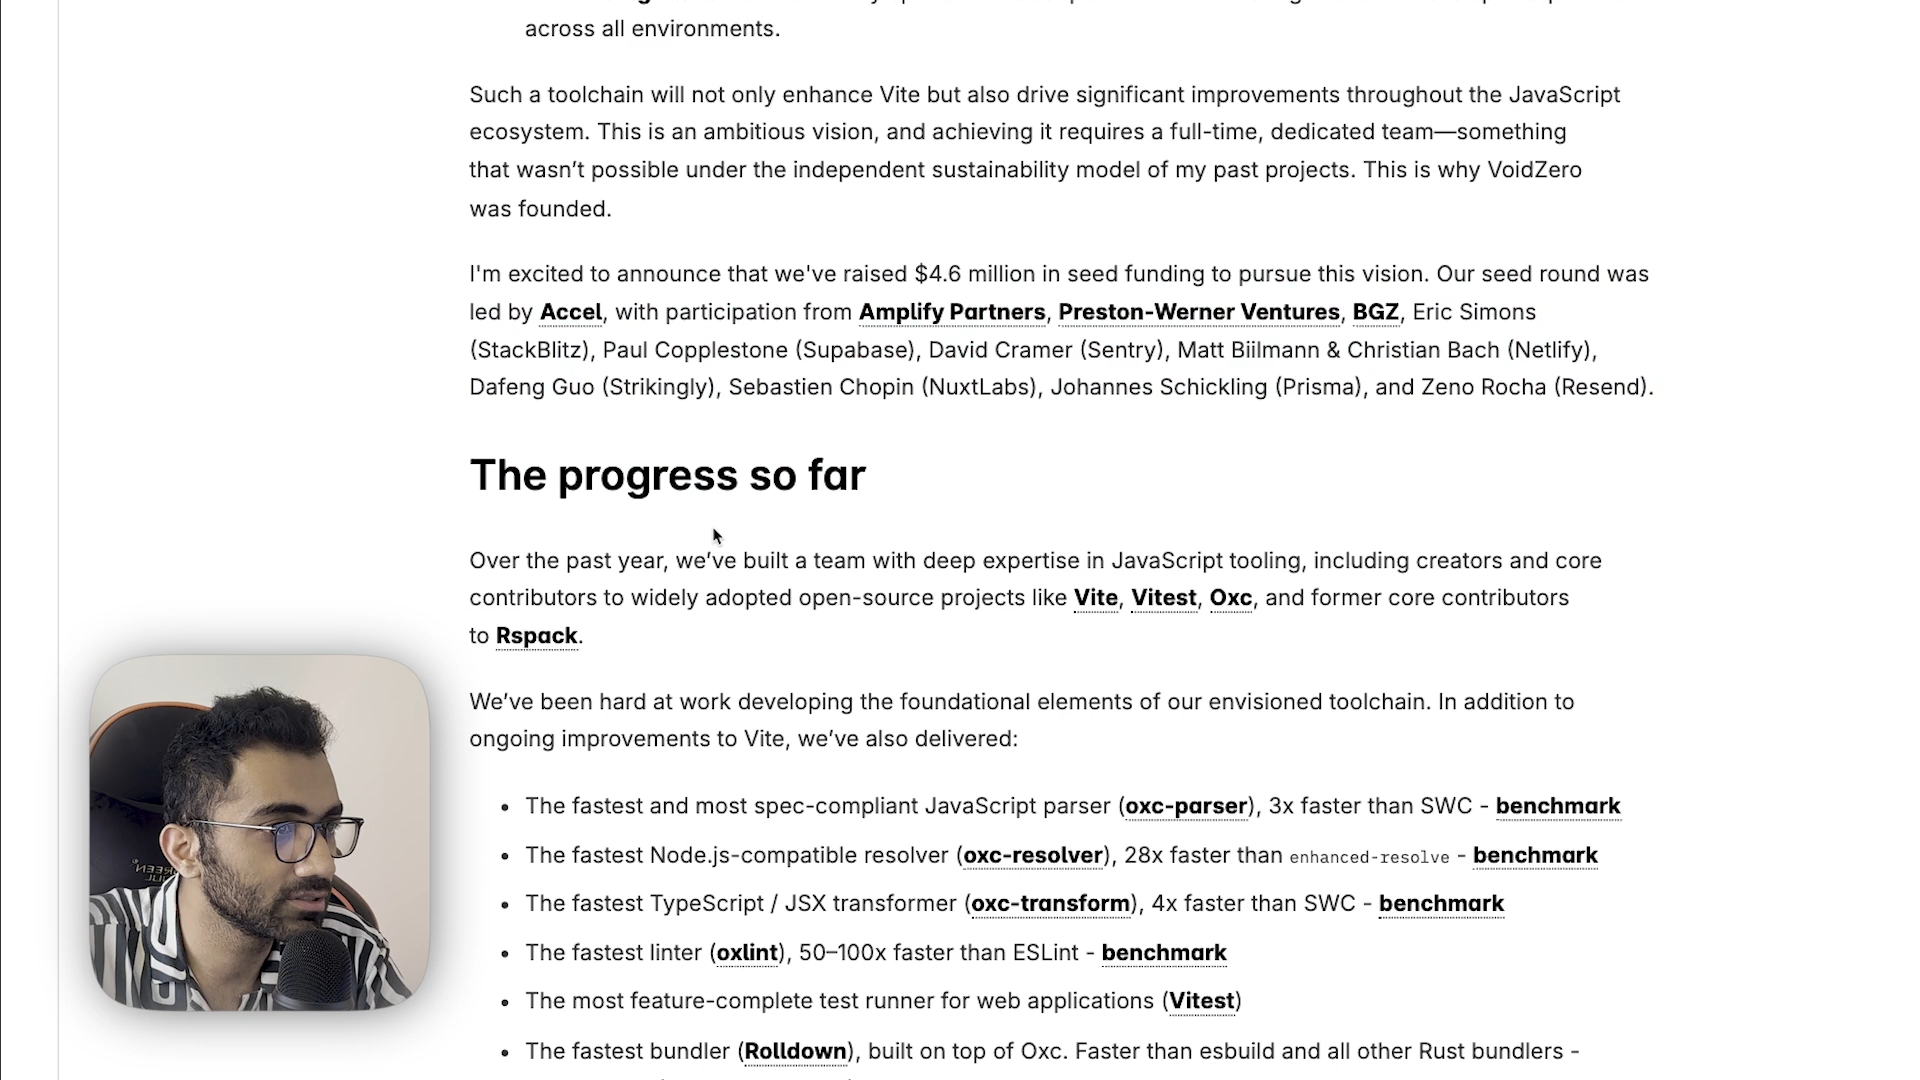 across all environments.
Such a toolchain will not only enhance Vite but also drive significant improvements throughout the JavaScript
ecosystem. This is an ambitious vision, and achieving it requires a full-time, dedicated team—something
that wasn’t possible under the independent sustainability model of my past projects. This is why VoidZero
was founded.
I'm excited to announce that we've raised $4.6 million in seed funding to pursue this vision. Our seed round was
led by Accel, with participation from Amplify Partners, Preston-Werner Ventures, BGZ, Eric Simons
(StackBlitz), Paul Copplestone (Supabase), David Cramer (Sentry), Matt Biilmann & Christian Bach (Netlify),
Dafeng Guo (Strikingly), Sebastien Chopin (NuxtLabs), Johannes Schickling (Prisma), and Zeno Rocha (Resend).
The progress so far
Over the past year, we’ve built a team with deep expertise in JavaScript tooling, including creators and core
contributors to widely adopted open-source projects like Vite, Vitest, Oxc, and former core contributors
to Rspack.
We’ve been hard at work developing the foundational elements of our envisioned toolchain. In addition to
ongoing improvements to Vite, we’ve also delivered:
• The fastest and most spec-compliant JavaScript parser (oxc-parser), 3x faster than SWC - benchmark
• The fastest Node.js-compatible resolver (oxc-resolver), 28x faster than enhanced-resolve - benchmark
• The fastest TypeScript / JSX transformer (oxc-transform), 4x faster than SWC - benchmark
• The fastest linter (oxlint), 50–100x faster than ESLint - benchmark
• The most feature-complete test runner for web applications (Vitest)
• The fastest bundler (Rolldown), built on top of Oxc. Faster than esbuild and all other Rust bundlers -